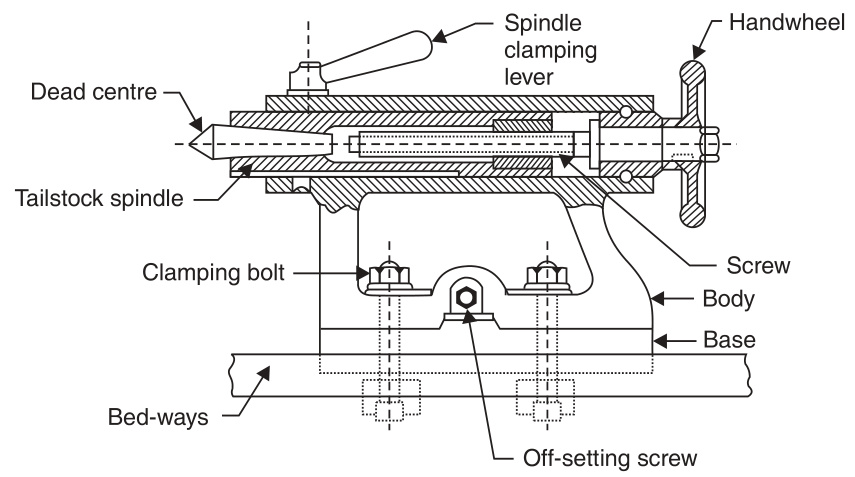 Spindle
clamping
lever
Handwheel
Dead centre
Tailstock spindle
Clamping bolt
Screw
Body
Base
Bed-ways
Off-setting screw